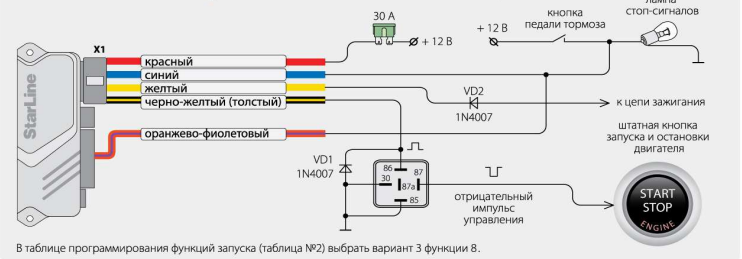 30 А
+ 12 В
+ 12 В
кнопка
педали тормоза
лампа
стоп-сигналов
X1
StarLine
красный
синий
желтый
черно-желтый (толстый)
оранжево-фиолетовый
VD2
1N4007
к цепи зажигания
штатная кнопка
запуска и остановки
двигателя
VD1
1N4007
86
87
30
87a
85
отрицательный
импульс
управления
START
STOP
ENGINE
В таблице программирования функций запуска (таблица №2) выбрать вариант 3 функции 8.